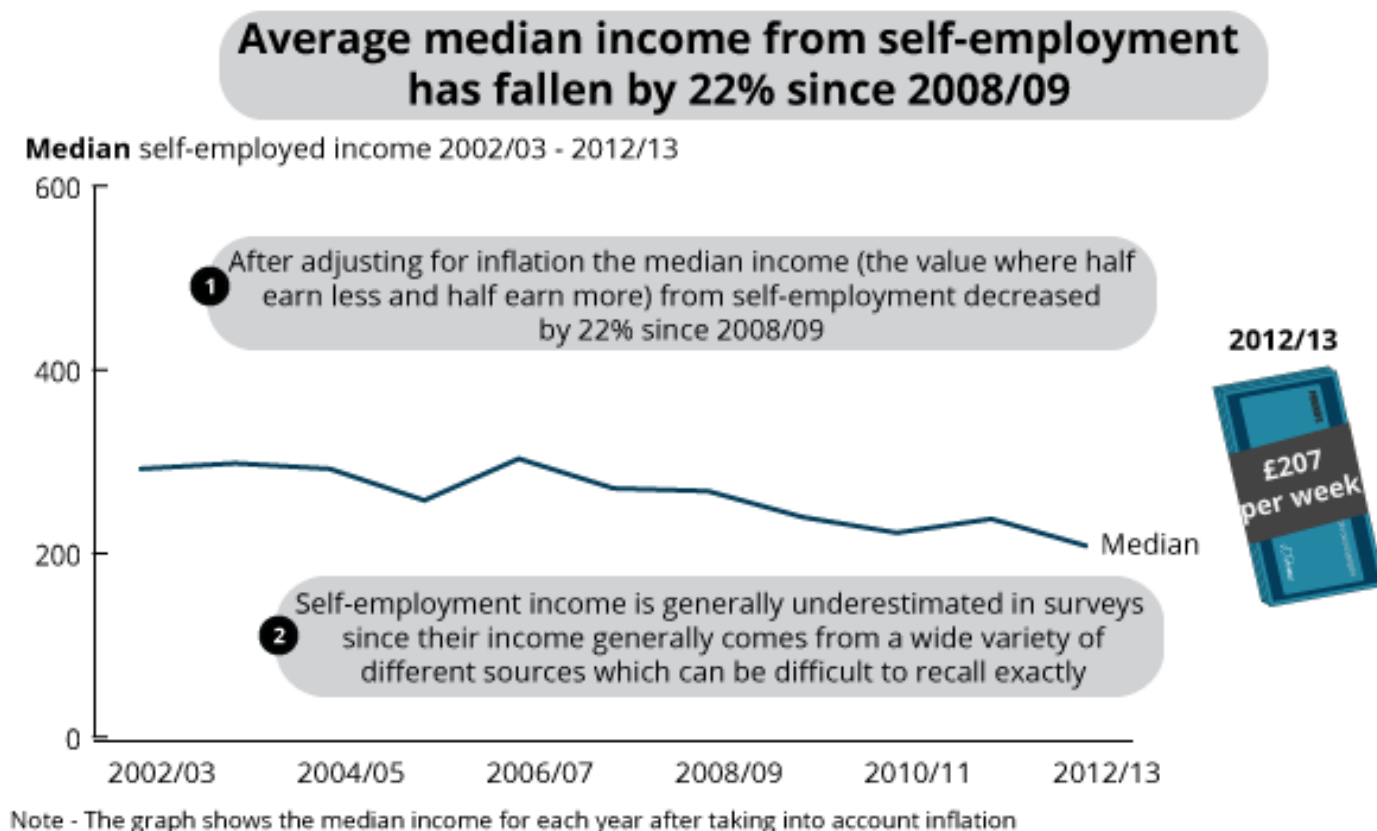 Average median income from self-employment
has fallen by 22% since 2008/09
Median self-employed income 2002/03 - 2012/13
600
1
After adjusting for inflation the median income (the value where half
earn less and half earn more) from self-employment decreased
by 22% since 2008/09
2012/13
400
£207
per week
Median
200
2
Self-employment income is generally underestimated in surveys
since their income generally comes from a wide variety of
different sources which can be difficult to recall exactly
0
2002/03 2004/05 2006/07 2008/09 2010/11 2012/13
Note - The graph shows the median income for each year after taking into account inflation